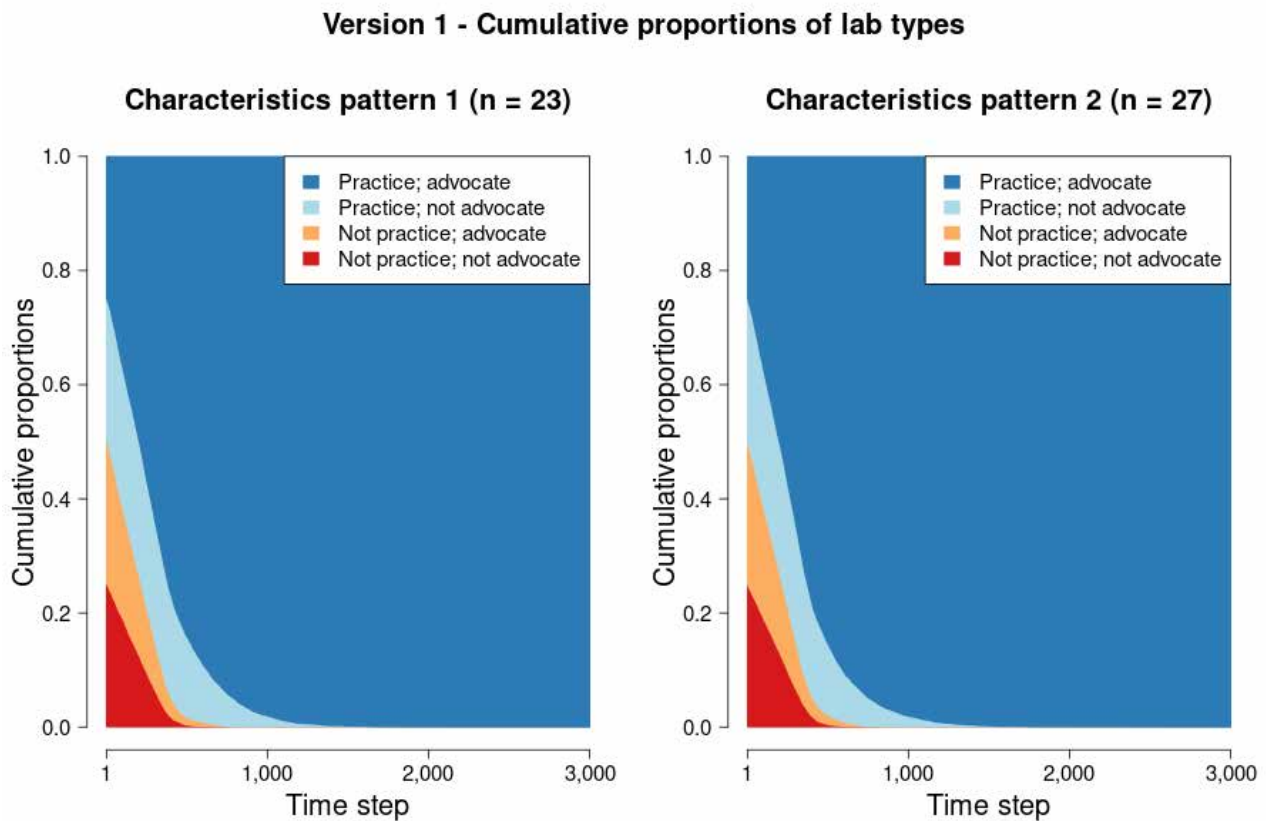 Version 1 - Cumulative proportions of lab types
Characteristics pattern 1 (n = 23)
Cumulative proportions
1.0
0.8
0.6
0.4
0.2
0.0
Practice; advocate
Practice; not advocate
Not practice; advocate
Not practice; not advocate
1
1,000
2,000
3,000
Time step
Characteristics pattern 2 (n = 27)
Cumulative proportions
1.0
0.8
0.6
0.4
0.2
0.0
Practice; advocate
Practice; not advocate
Not practice; advocate
Not practice; not advocate
1
1,000
2,000
3,000
Time step